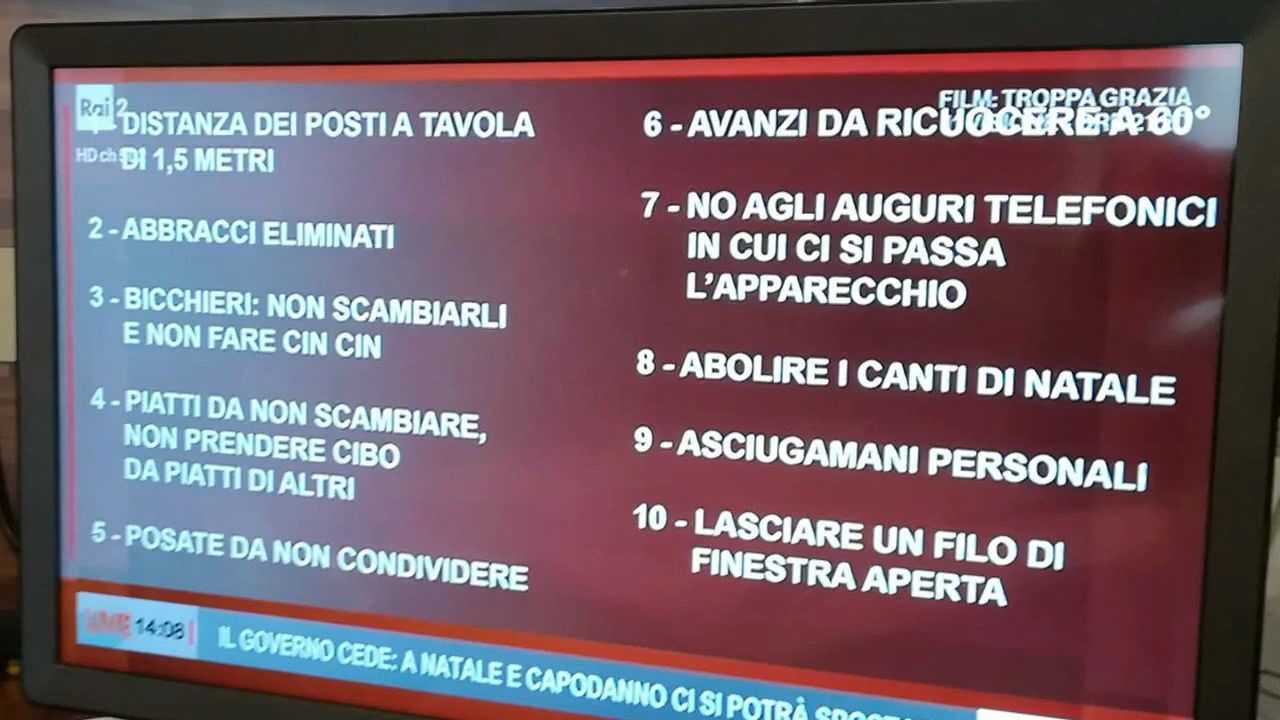 Rai 2
HD ch
DISTANZA DEI POSTI A TAVOLA
DI 1,5 METRI
2 - ABBRACCI ELIMINATI
3 - BICCHIERI: NON SCAMBIARLI
E NON FARE CIN CIN
4 - PIATTI DA NON SCAMBIARE,
NON PRENDERE CIBO
DA PIATTI DI ALTRI
5 - POSATE DA NON CONDIVIDERE
FILM: TROPPA GRAZIA
6 - AVANZI DA RICUOCERE A 60°
7 - NO AGLI AUGURI TELEFONICI
IN CUI CI SI PASSA
L'APPARECCHIO
8 - ABOLIRE I CANTI DI NATALE
9 - ASCIUGAMANI PERSONALI
10 - LASCIARE UN FILO DI
FINESTRA APERTA
LIVE 14:08
IL GOVERNO CEDE: A NATALE E CAPODANNO CI SI POTRÀ